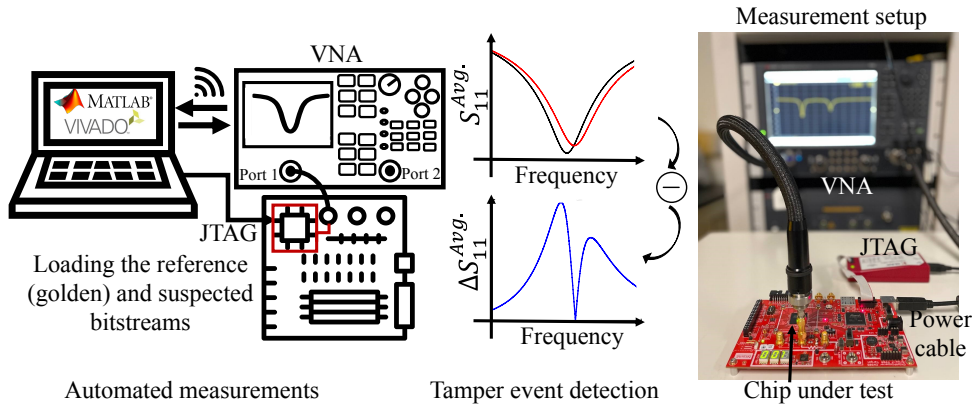 VNA
MATLAB®
VIVADO
Port 1
Port 2
JTAG
Loading the reference
(golden) and suspected
bitstreams
Automated measurements
S₁₁^Avg.
Frequency
−
ΔS₁₁^Avg.
Frequency
Tamper event detection
Measurement setup
VNA
JTAG
Power
cable
Chip under test